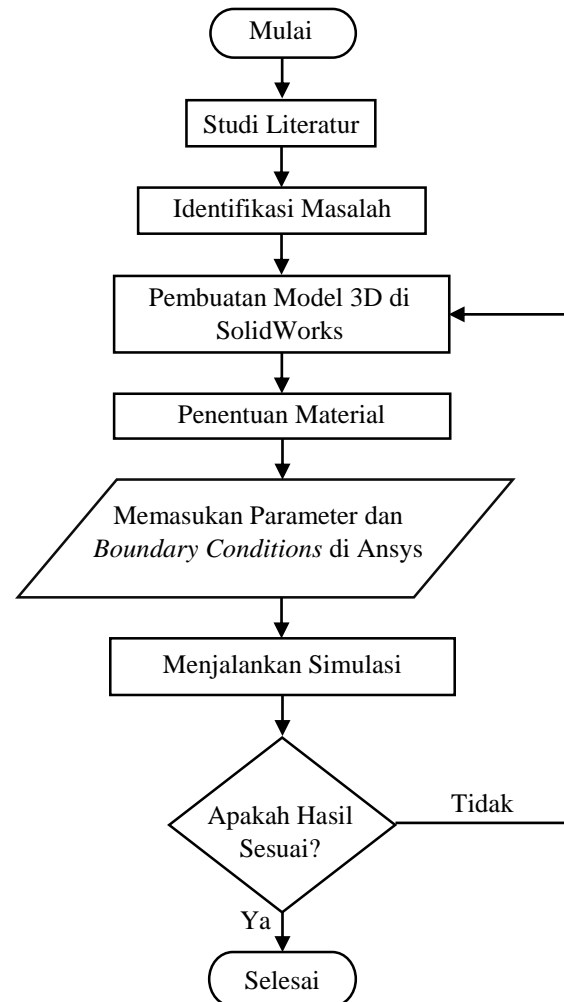 Mulai
Studi Literatur
Identifikasi Masalah
Pembuatan Model 3D di
SolidWorks
Penentuan Material
Memasukan Parameter dan
Boundary Conditions di Ansys
Menjalankan Simulasi
Apakah Hasil
Sesuai?
Tidak
Ya
Selesai